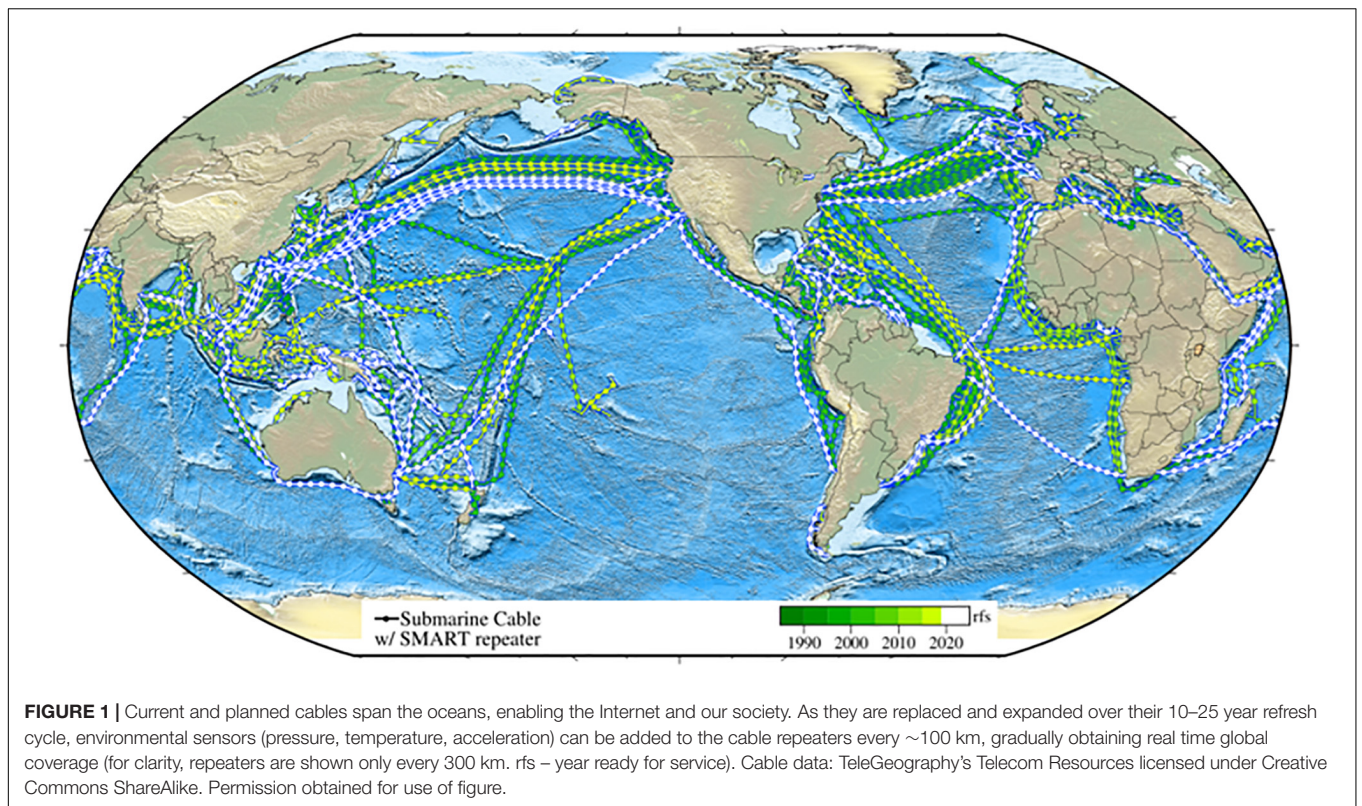 Submarine Cable
w/ SMART repeater
rfs
1990 2000 2010 2020
FIGURE 1 | Current and planned cables span the oceans, enabling the Internet and our society. As they are replaced and expanded over their 10–25 year refresh
cycle, environmental sensors (pressure, temperature, acceleration) can be added to the cable repeaters every ∼100 km, gradually obtaining real time global
coverage (for clarity, repeaters are shown only every 300 km. rfs – year ready for service). Cable data: TeleGeography's Telecom Resources licensed under Creative
Commons ShareAlike. Permission obtained for use of figure.